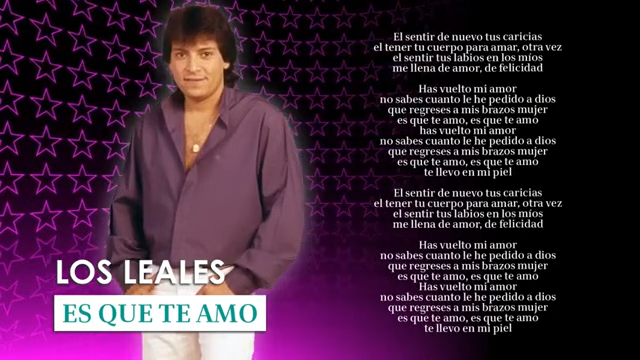 LOS LEALES
ES QUE TE AMO
El sentir de nuevo tus caricias
el tener tu cuerpo para amar, otra vez
el sentir tus labios en los míos
me llena de amor, de felicidad
Has vuelto mi amor
no sabes cuanto le he pedido a dios
que regreses a mis brazos mujer
es que te amo, es que te amo
has vuelto mi amor
no sabes cuanto le he pedido a dios
que regreses a mis brazos mujer
es que te amo, es que te amo
te llevo en mi piel
El sentir de nuevo tus caricias
el tener tu cuerpo para amar, otra vez
el sentir tus labios en los míos
me llena de amor, de felicidad
Has vuelto mi amor
no sabes cuanto le he pedido a dios
que regreses a mis brazos mujer
es que te amo, es que te amo
Has vuelto mi amor
no sabes cuanto le he pedido a dios
que regreses a mis brazos mujer
es que te amo, es que te amo
te llevo en mi piel